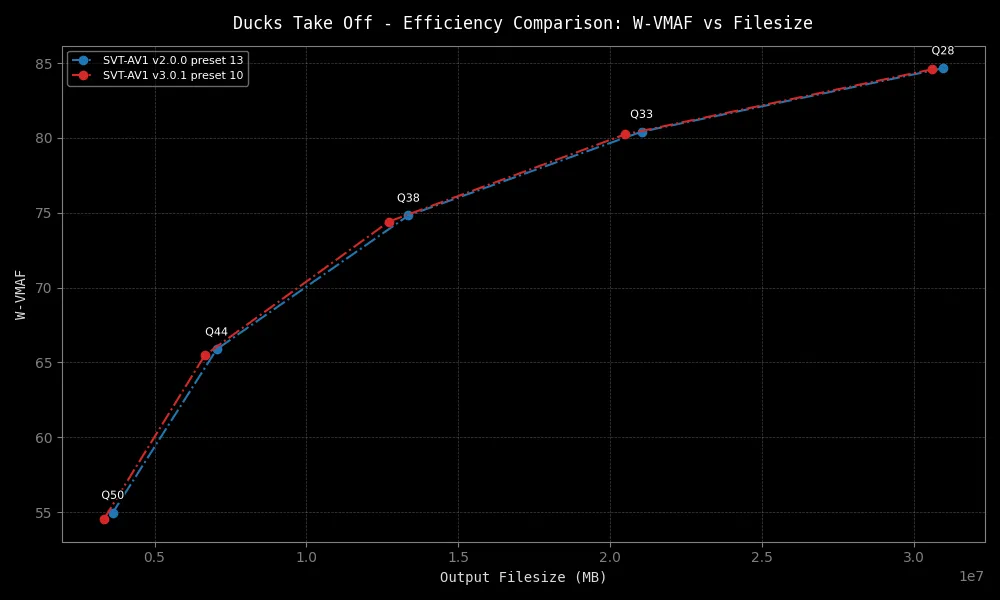 Ducks Take Off - Efficiency Comparison: W-VMAF vs Filesize
SVT-AV1 v2.0.0 preset 13
SVT-AV1 v3.0.1 preset 10
Q28
Q33
Q38
Q44
Q50
85
80
75
70
65
60
55
W-VMAF
0.5
1.0
1.5
2.0
2.5
3.0
1e7
Output Filesize (MB)